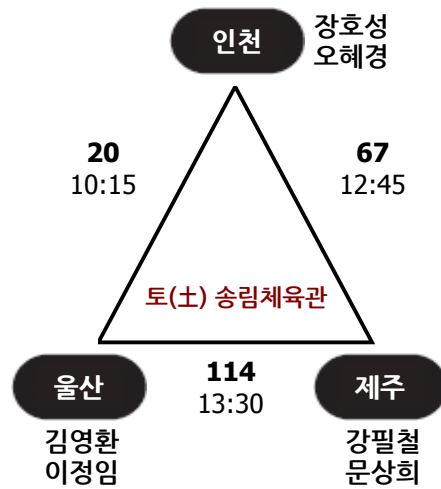 인천
장호성
오혜경
20
10:15
67
12:45
토(土) 송림체육관
울산
114
13:30
제주
김영환
이정임
강필철
문상희